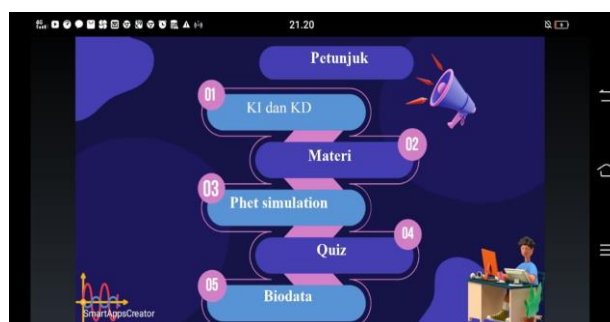 21.20
Petunjuk
01
KI dan KD
02
Materi
03
Phet simulation
04
Quiz
05
Biodata
SmartAppsCreator